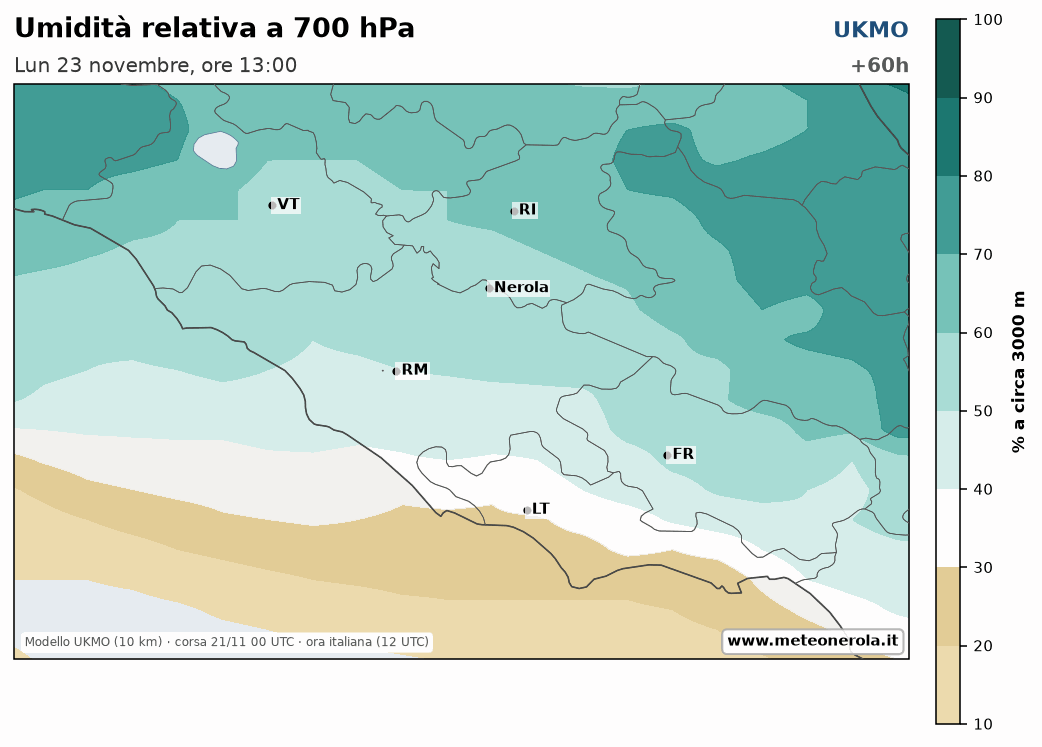 Umidità relativa a 700 hPa
UKMO
Lun 23 novembre, ore 13:00
+60h
VT
RI
Nerola
RM
FR
LT
Modello UKMO (10 km) · corsa 21/11 00 UTC · ora italiana (12 UTC)
www.meteonerola.it
100
90
80
70
60
50
40
30
20
10
% a circa 3000 m